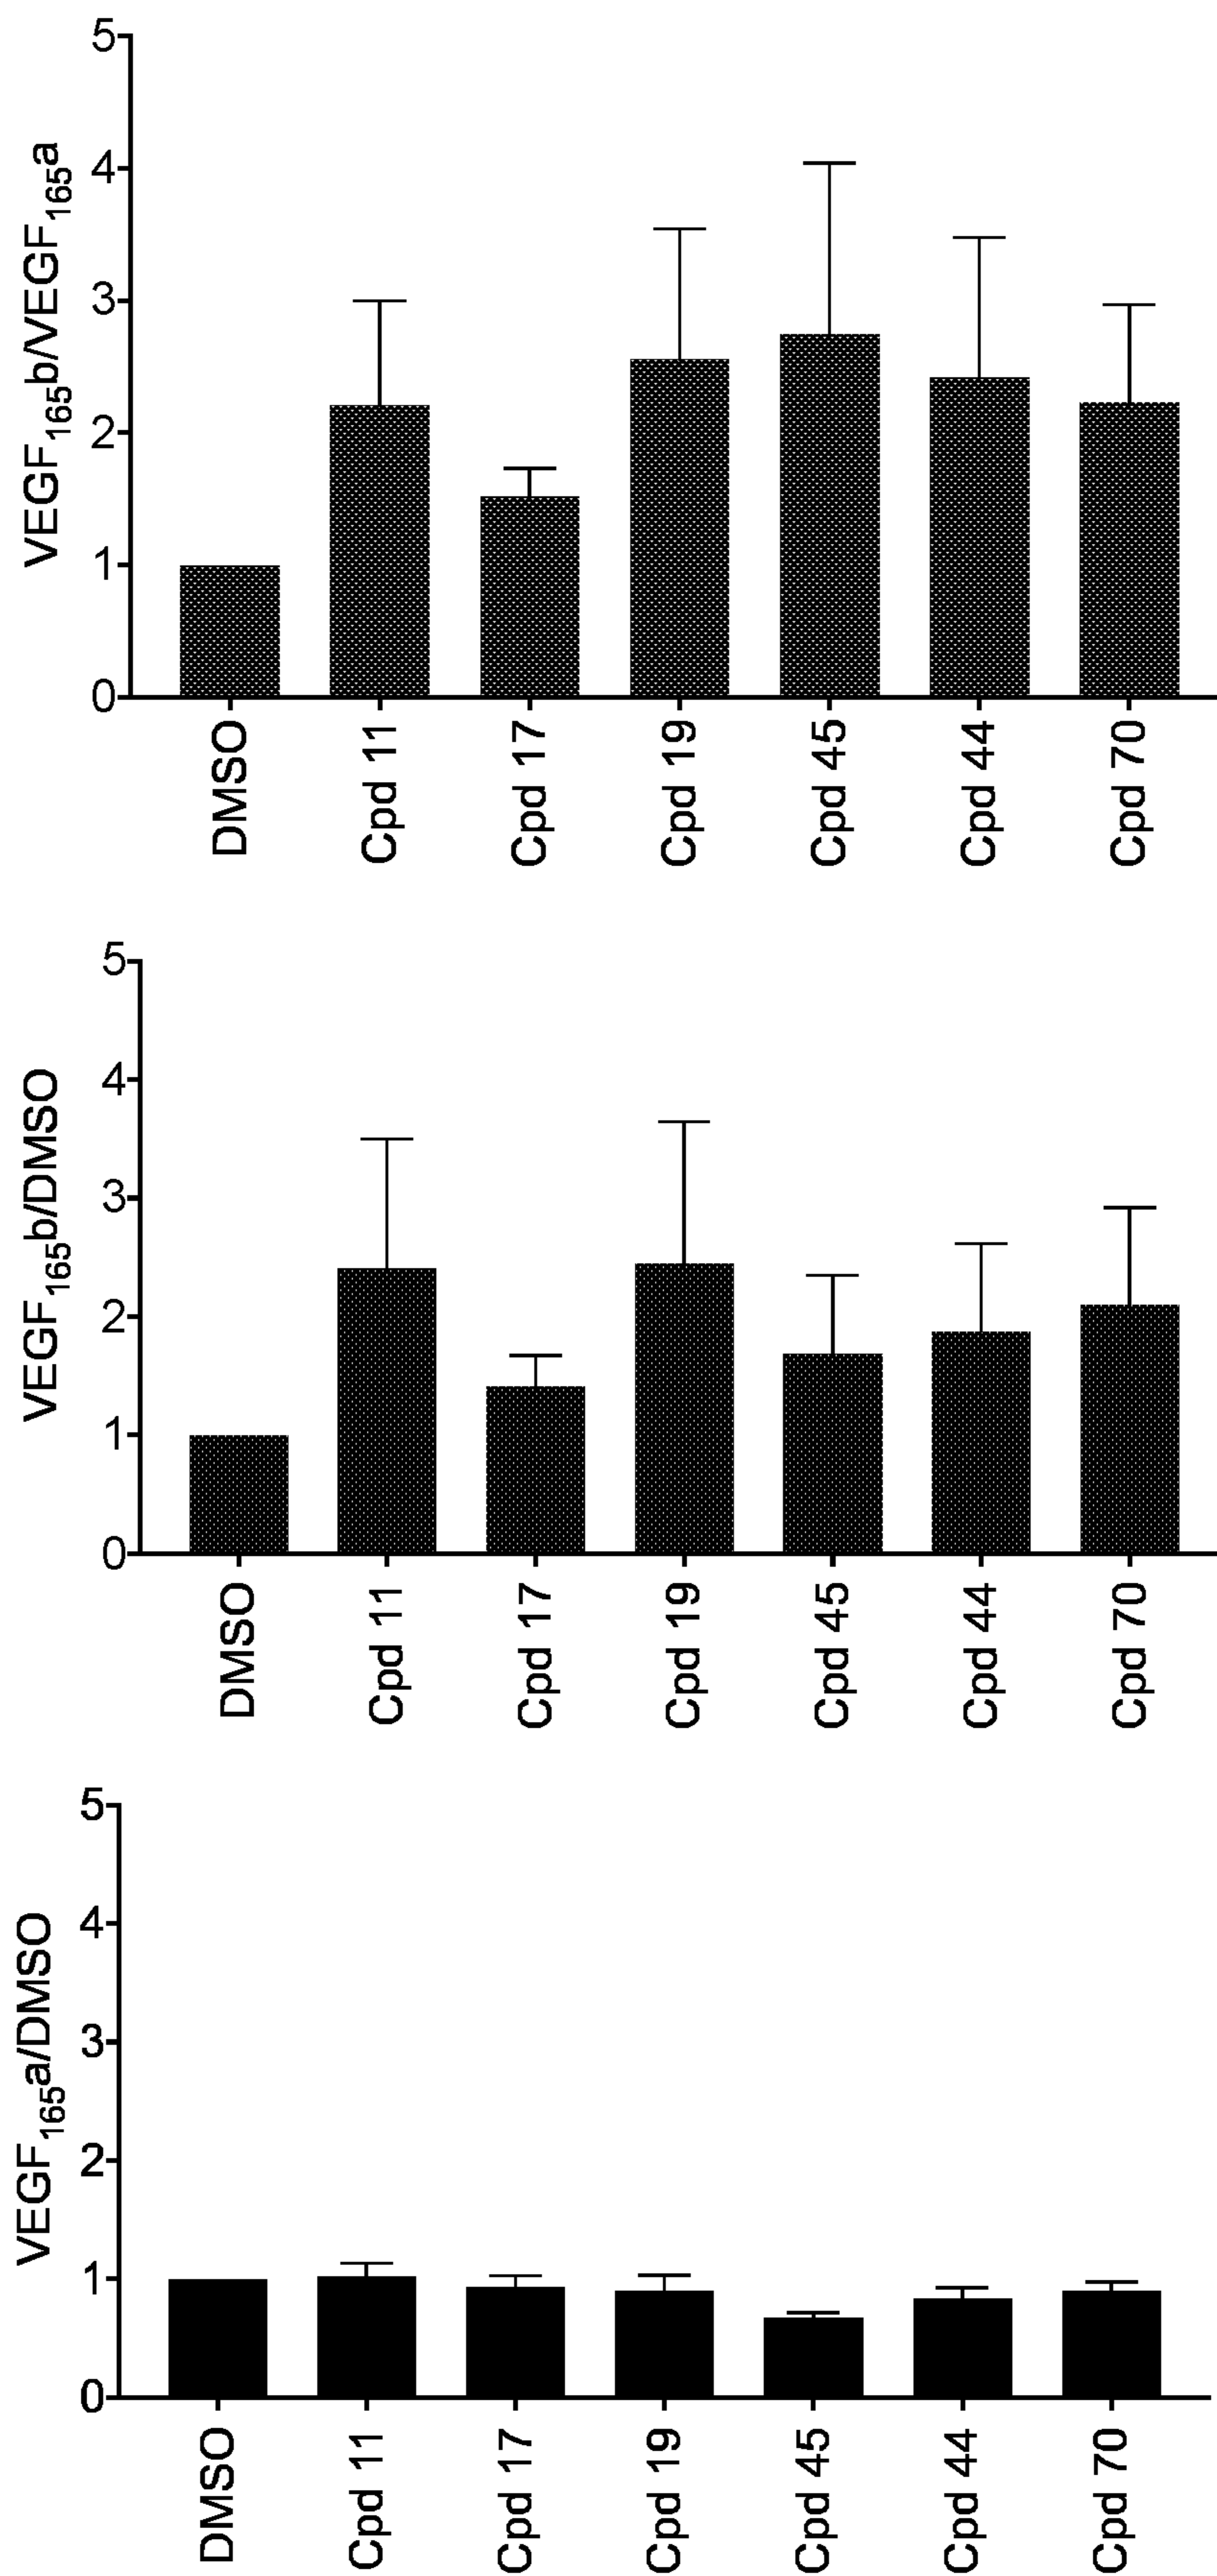 VEGF165b/VEGF165a
5
4
3
2
1
0
DMSO
Cpd 11
Cpd 17
Cpd 19
Cpd 45
Cpd 44
Cpd 70
VEGF165b/DMSO
5
4
3
2
1
0
DMSO
Cpd 11
Cpd 17
Cpd 19
Cpd 45
Cpd 44
Cpd 70
VEGF165a/DMSO
5
4
3
2
1
0
DMSO
Cpd 11
Cpd 17
Cpd 19
Cpd 45
Cpd 44
Cpd 70